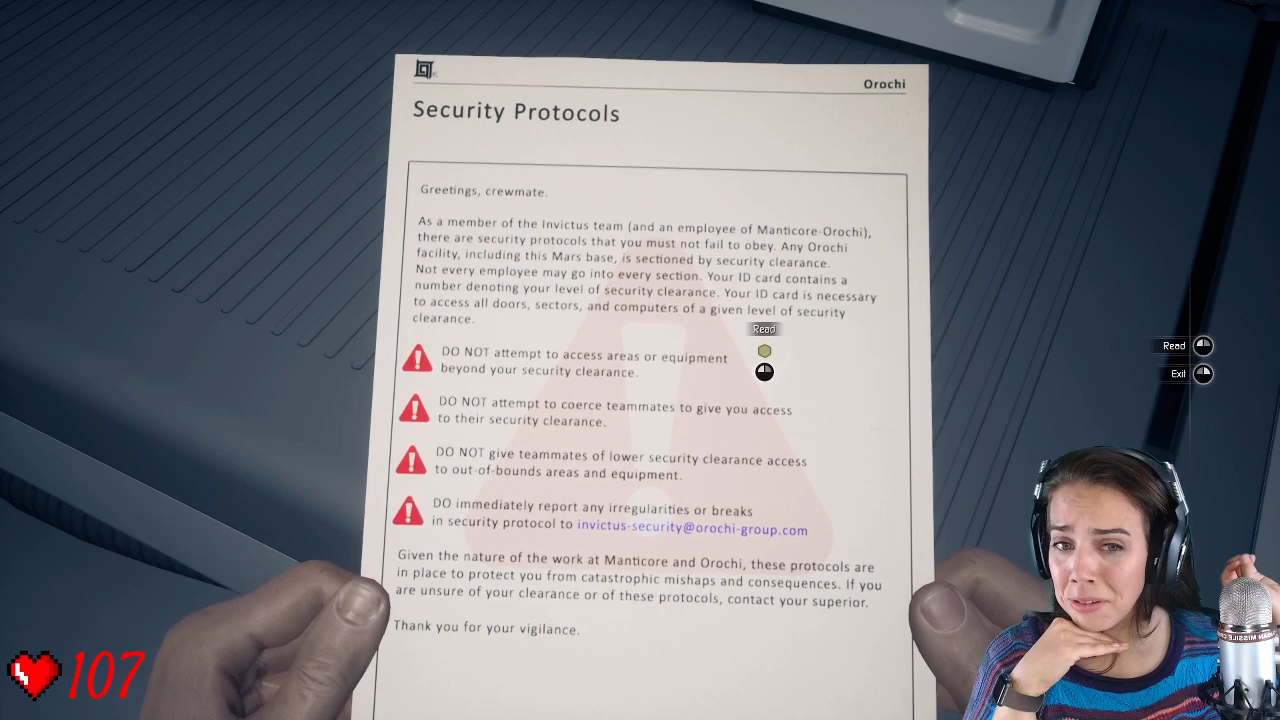 Orochi
Security Protocols
Greetings, crewmate.
As a member of the Invictus team (and an employee of Manticore-Orochi),
there are security protocols that you must not fail to obey. Any Orochi
facility, including this Mars base, is sectioned by security clearance.
Not every employee may go into every section. Your ID card contains a
number denoting your level of security clearance. Your ID card is necessary
to access all doors, sectors, and computers of a given level of security
clearance.
Read
DO NOT attempt to access areas or equipment
beyond your security clearance.
DO NOT attempt to coerce teammates to give you access
to their security clearance.
DO NOT give teammates of lower security clearance access
to out-of-bounds areas and equipment.
DO immediately report any irregularities or breaks
in security protocol to invictus-security@orochi-group.com
Given the nature of the work at Manticore and Orochi, these protocols are
in place to protect you from catastrophic mishaps and consequences. If you
are unsure of your clearance or of these protocols, contact your superior.
Thank you for your vigilance.
Read
Exit
107